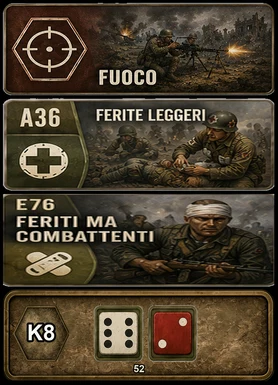 FUOCO
A36
FERITE LEGGERI
E76
FERITI MA
COMBATTENTI
K8
52